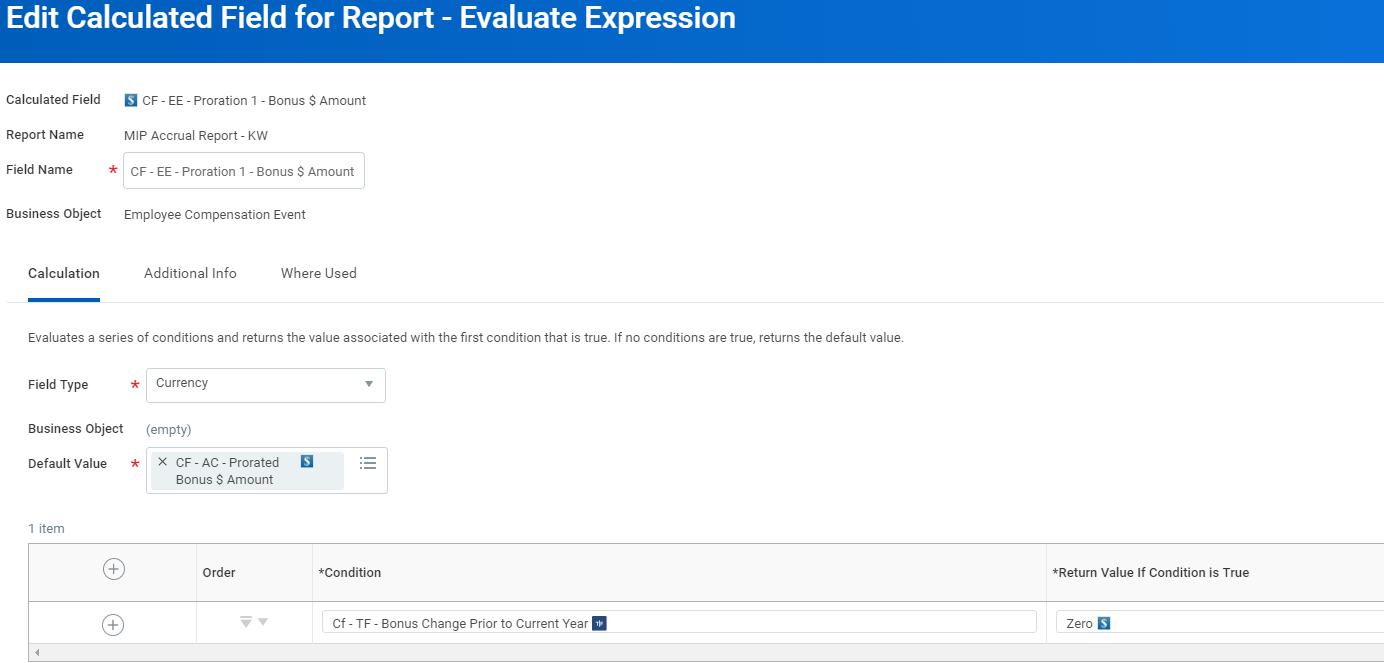 Edit Calculated Field for Report - Evaluate Expression
Calculated Field CF - EE - Proration 1 - Bonus $ Amount
Report Name MIP Accrual Report - KW
Field Name * CF - EE - Proration 1 - Bonus $ Amount
Business Object Employee Compensation Event
Calculation Additional Info Where Used
Evaluates a series of conditions and returns the value associated with the first condition that is true. If no conditions are true, returns the default value.
Field Type * Currency
Business Object (empty)
Default Value * × CF - AC - Prorated
Bonus $ Amount
1 item
Order *Condition *Return Value If Condition is True
Cf - TF - Bonus Change Prior to Current Year Zero